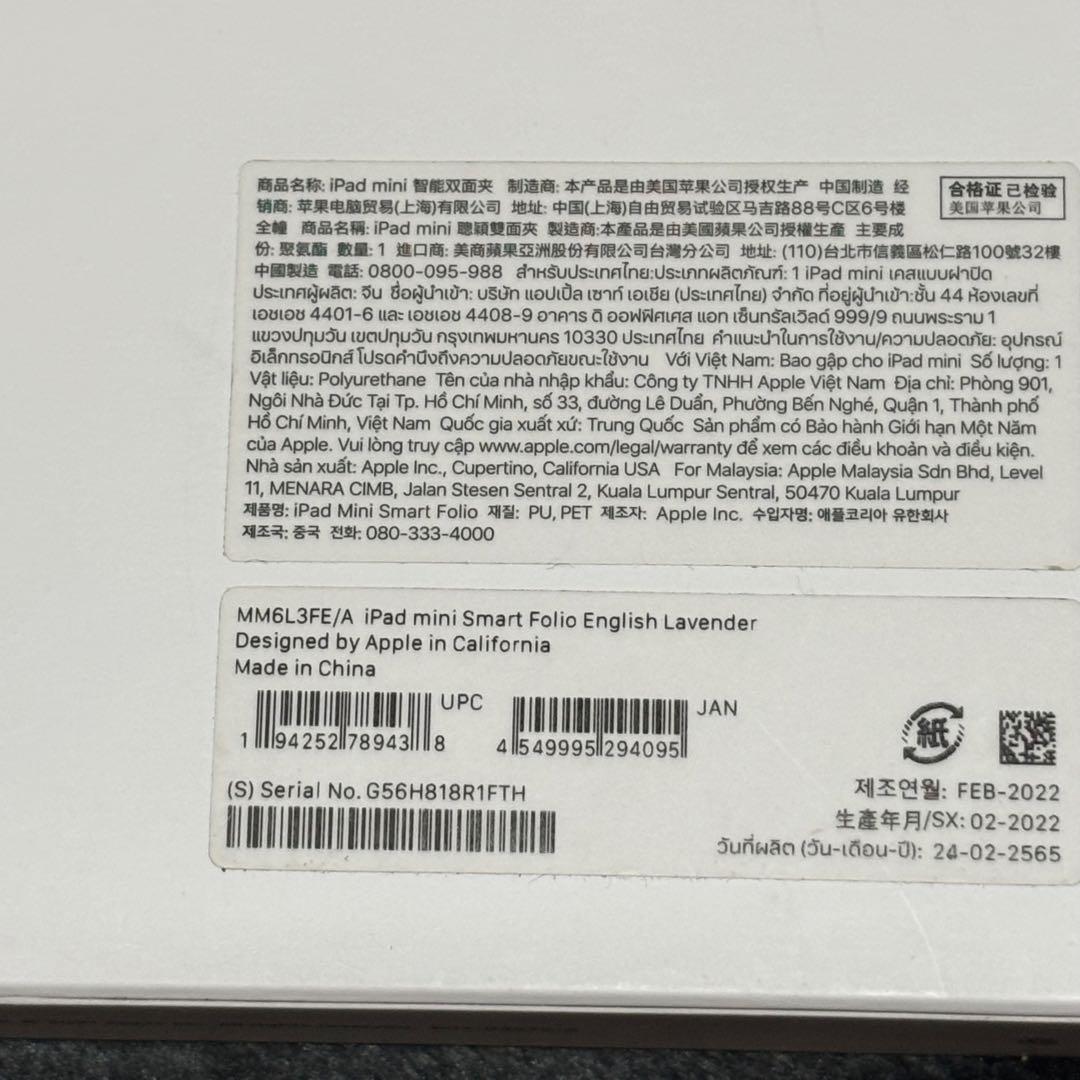 商品名称: iPad mini 智能双面夹 制造商: 本产品是由美国苹果公司授权生产 中国制造 经
销商: 苹果电脑贸易(上海)有限公司 地址: 中国(上海)自由贸易试验区马吉路88号C区6号楼
全幢 商品名稱: iPad mini 聰穎雙面夾 製造商:本產品是由美國蘋果公司授權生產 主要成
份: 聚氨酯 數量: 1 進口商: 美商蘋果亞洲股份有限公司台灣分公司 地址: (110)台北市信義區松仁路100號32樓
中國製造 電話: 0800-095-988 สำหรับประเทศไทย:ประเภทผลิตภัณฑ์: 1 iPad mini เคสแบบฝาปิด
ประเทศผู้ผลิต: จีน ชื่อผู้นำเข้า: บริษัท แอปเปิ้ล เซาท์ เอเชีย (ประเทศไทย) จำกัด ที่อยู่ผู้นำเข้า:ชั้น 44 ห้องเลขที่
เอชเอช 4401-6 และ เอชเอช 4408-9 อาคาร ดิ ออฟฟิศเศส แอท เซ็นทรัลเวิลด์ 999/9 ถนนพระราม 1
แขวงปทุมวัน เขตปทุมวัน กรุงเทพมหานคร 10330 ประเทศไทย คำแนะนำในการใช้งาน/ความปลอดภัย: อุปกรณ์
อิเล็กทรอนิกส์ โปรดคำนึงถึงความปลอดภัยขณะใช้งาน Với Việt Nam: Bao gập cho iPad mini Số lượng: 1
Vật liệu: Polyurethane Tên của nhà nhập khẩu: Công ty TNHH Apple Việt Nam Địa chỉ: Phòng 901,
Ngôi Nhà Đức Tại Tp. Hồ Chí Minh, số 33, đường Lê Duẩn, Phường Bến Nghé, Quận 1, Thành phố
Hồ Chí Minh, Việt Nam Quốc gia xuất xứ: Trung Quốc Sản phẩm có Bảo hành Giới hạn Một Năm
của Apple. Vui lòng truy cập www.apple.com/legal/warranty để xem các điều khoản và điều kiện.
Nhà sản xuất: Apple Inc., Cupertino, California USA For Malaysia: Apple Malaysia Sdn Bhd, Level
11, MENARA CIMB, Jalan Stesen Sentral 2, Kuala Lumpur Sentral, 50470 Kuala Lumpur
제품명: iPad Mini Smart Folio 재질: PU, PET 제조자: Apple Inc. 수입자명: 애플코리아 유한회사
제조국: 중국 전화: 080-333-4000
合格证 已检验
美国苹果公司
MM6L3FE/A iPad mini Smart Folio English Lavender
Designed by Apple in California
Made in China
UPC
1 94252 78943 8
JAN
4 549995 294095
紙
(S) Serial No. G56H818R1FTH
제조연월: FEB-2022
生產年月/SX: 02-2022
วันที่ผลิต (วัน-เดือน-ปี): 24-02-2565